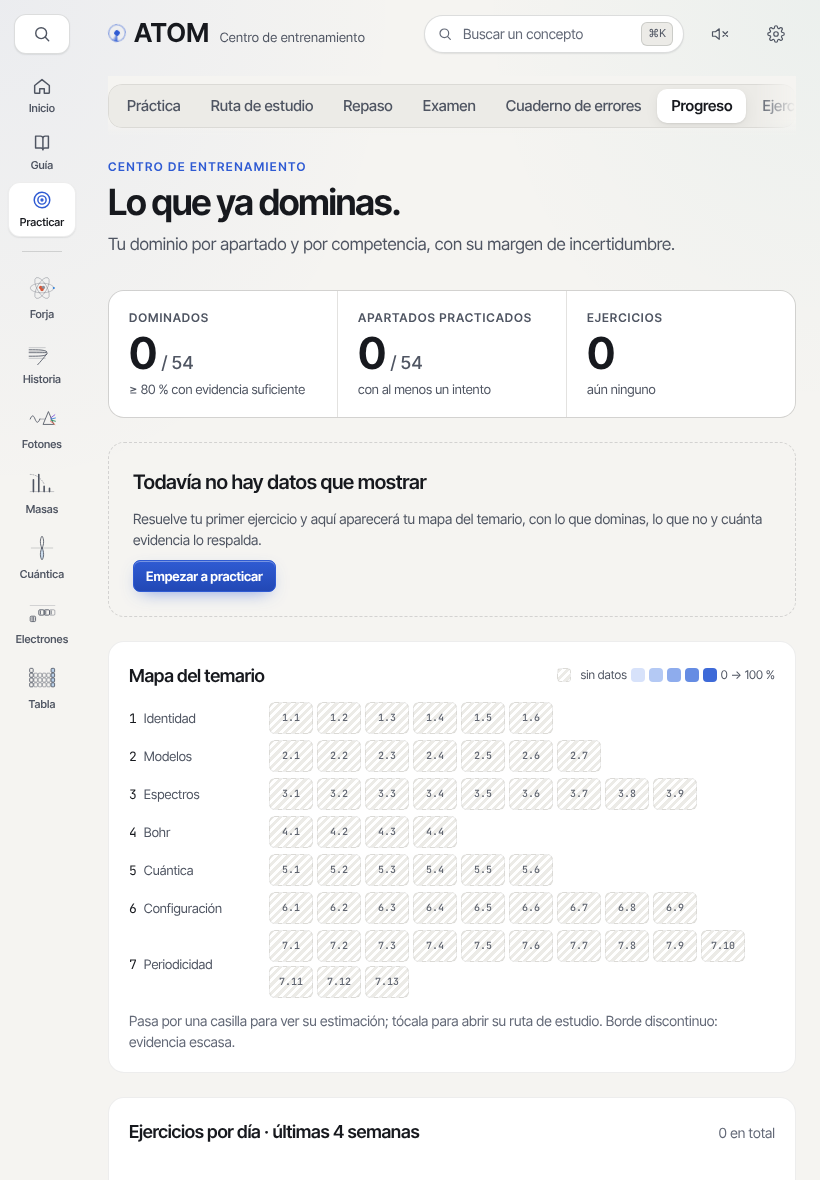 ATOM Centro de entrenamiento
Buscar un concepto
⌘K
Inicio
Guía
Practicar
Forja
Historia
Fotones
Masas
Cuántica
Electrones
Tabla
Práctica Ruta de estudio Repaso Examen Cuaderno de errores Progreso
CENTRO DE ENTRENAMIENTO
Lo que ya dominas.
Tu dominio por apartado y por competencia, con su margen de incertidumbre.
DOMINADOS
0 / 54
≥ 80 % con evidencia suficiente
APARTADOS PRACTICADOS
0 / 54
con al menos un intento
EJERCICIOS
0
aún ninguno
Todavía no hay datos que mostrar
Resuelve tu primer ejercicio y aquí aparecerá tu mapa del temario, con lo que dominas, lo que no y cuánta
evidencia lo respalda.
Empezar a practicar
Mapa del temario
sin datos 0 → 100 %
1 Identidad 1.1 1.2 1.3 1.4 1.5 1.6
2 Modelos 2.1 2.2 2.3 2.4 2.5 2.6 2.7
3 Espectros 3.1 3.2 3.3 3.4 3.5 3.6 3.7 3.8 3.9
4 Bohr 4.1 4.2 4.3 4.4
5 Cuántica 5.1 5.2 5.3 5.4 5.5 5.6
6 Configuración 6.1 6.2 6.3 6.4 6.5 6.6 6.7 6.8 6.9
7 Periodicidad 7.1 7.2 7.3 7.4 7.5 7.6 7.7 7.8 7.9 7.10
7.11 7.12 7.13
Pasa por una casilla para ver su estimación; tócala para abrir su ruta de estudio. Borde discontinuo:
evidencia escasa.
Ejercicios por día · últimas 4 semanas
0 en total